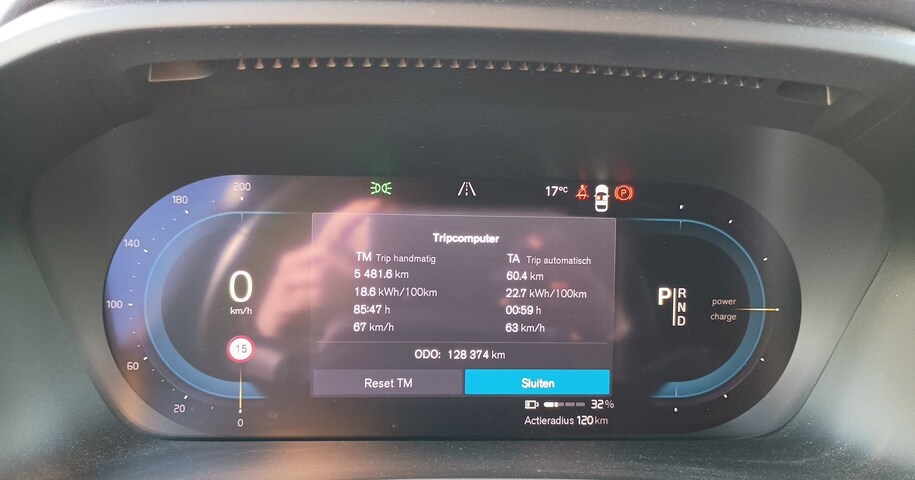 200
180
140
100
60
20
0
17°C
P
0
km/h
15
Tripcomputer
TM Trip handmatig
5 481.6 km
18.6 kWh/100km
85:47 h
67 km/h
TA Trip automatisch
60.4 km
22.7 kWh/100km
00:59 h
63 km/h
ODO: 128 374 km
Reset TM
Sluiten
P
R
N
D
power
charge
32%
Actieradius 120 km